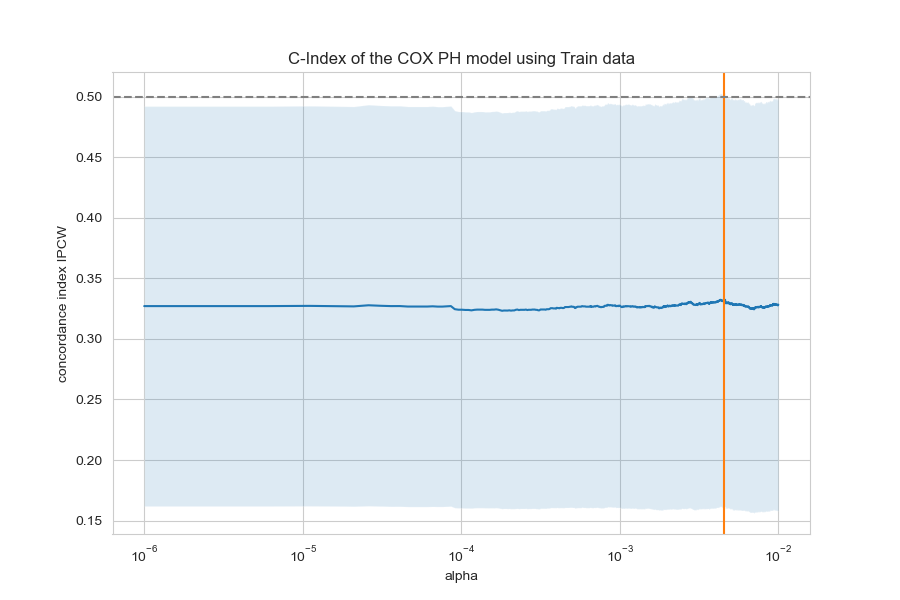 C-Index of the COX PH model using Train data
concordance index IPCW
0.50
0.45
0.40
0.35
0.30
0.25
0.20
0.15
10⁻⁶ 10⁻⁵ 10⁻⁴ 10⁻³ 10⁻²
alpha